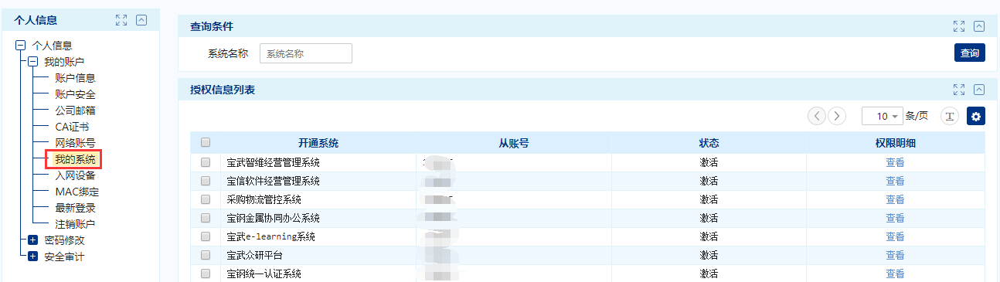 个人信息
个人信息
我的账户
账户信息
账户安全
公司邮箱
CA证书
网络账号
我的系统
入网设备
MAC绑定
最新登录
注销账户
密码修改
安全审计
查询条件
系统名称 系统名称 查询
授权信息列表
10 条/页 T
开通系统 从账号 状态 权限明细
宝武智维经营管理系统 激活 查看
宝信软件经营管理系统 激活 查看
采购物流管控系统 激活 查看
宝钢金属协同办公系统 激活 查看
宝武e-learning系统 激活 查看
宝武众研平台 激活 查看
宝钢统一认证系统 激活 查看